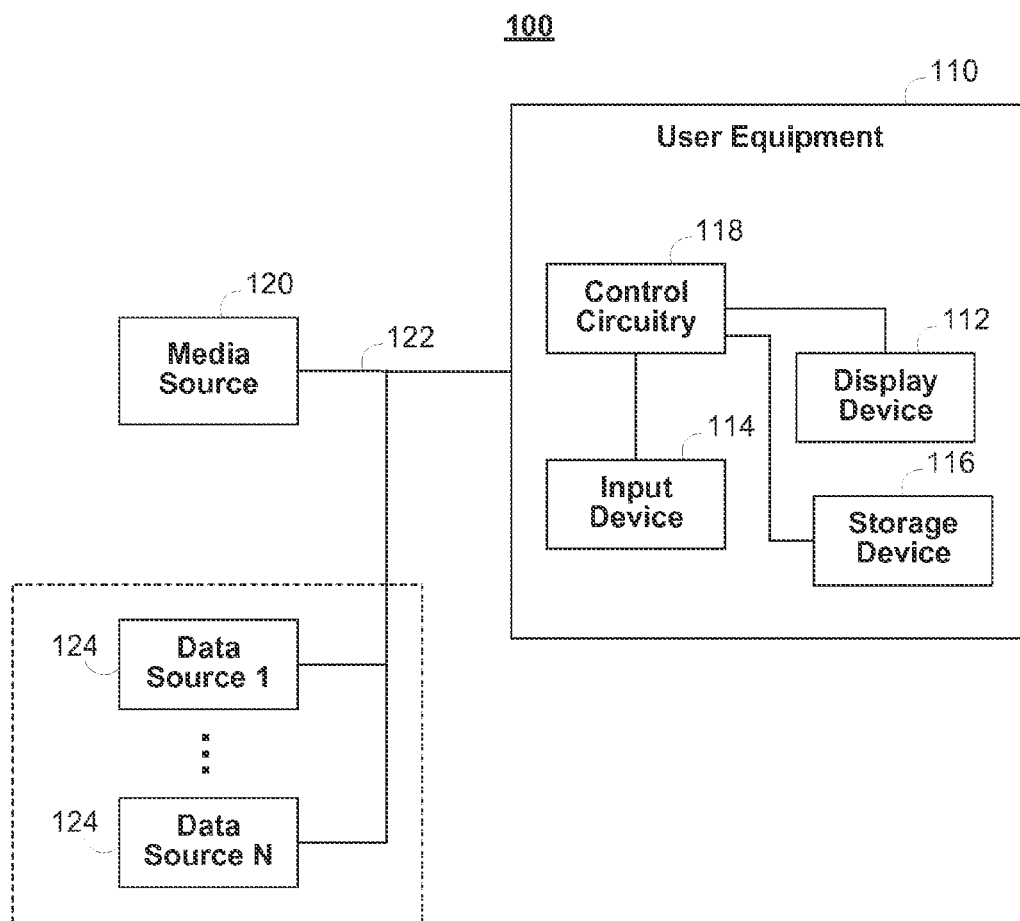 100
110
User Equipment
118
Control
Circuitry
120
Media
Source
122
112
Display
Device
114
Input
Device
116
Storage
Device
124
Data
Source 1
124
Data
Source N